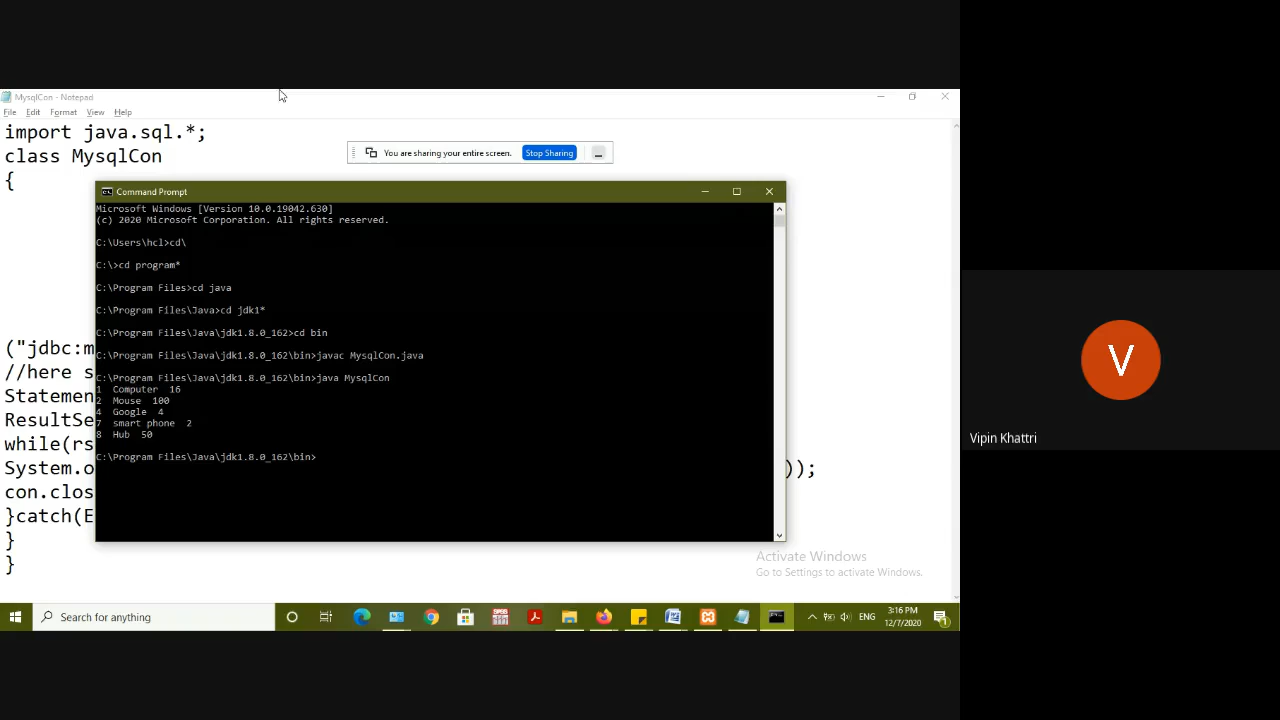 MysqlCon - Notepad
File Edit Format View Help
import java.sql.*;
class MysqlCon
{
You are sharing your entire screen. Stop Sharing
Command Prompt
Microsoft Windows [Version 10.0.19042.630]
(c) 2020 Microsoft Corporation. All rights reserved.
C:\Users\hcl>cd\
C:\>cd program*
C:\Program Files>cd java
C:\Program Files\Java>cd jdk1*
C:\Program Files\Java\jdk1.8.0_162>cd bin
C:\Program Files\Java\jdk1.8.0_162\bin>javac MysqlCon.java
C:\Program Files\Java\jdk1.8.0_162\bin>java MysqlCon
1 Computer 16
2 Mouse 100
4 Google 4
7 smart phone 2
8 Hub 50
C:\Program Files\Java\jdk1.8.0_162\bin>
("jdbc:m
//here s
Statemen
ResultSe
while(rs
System.o ));
con.clos
}catch(E
}
}
Activate Windows
Go to Settings to activate Windows.
Search for anything
ENG
3:16 PM
12/7/2020
1
V
Vipin Khattri